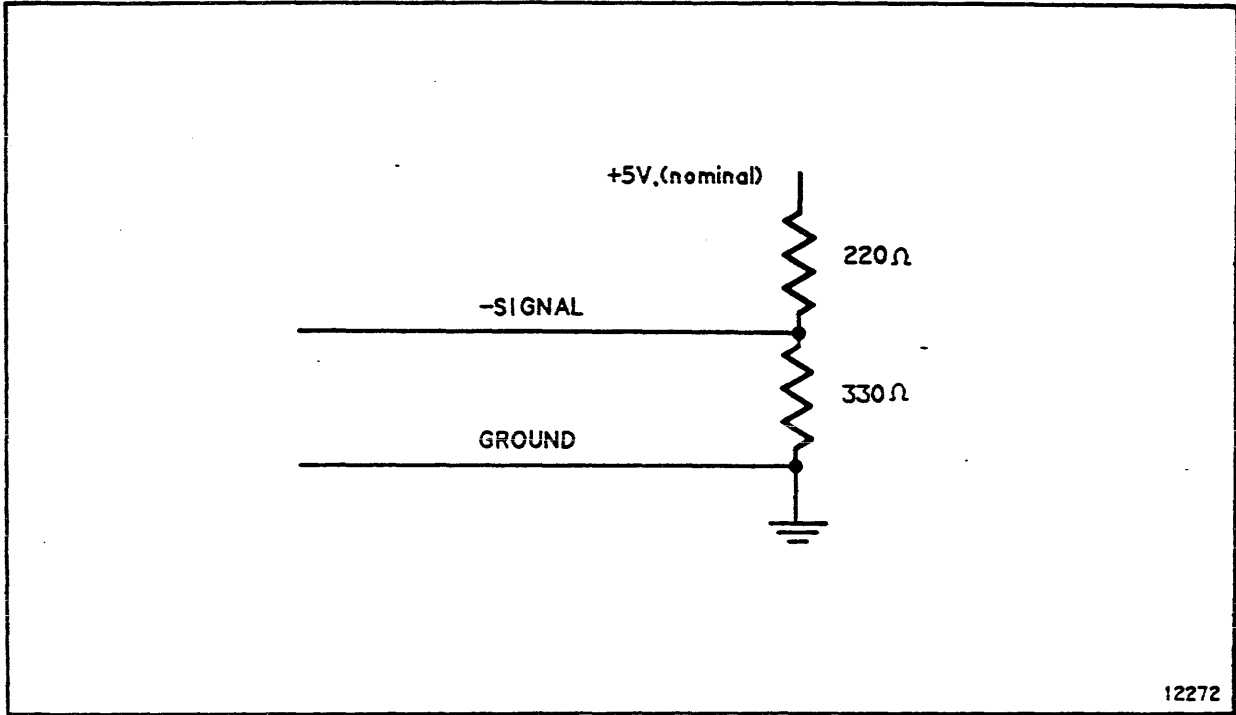 +5V.(nominal)
220Ω
-SIGNAL
330Ω
GROUND
12272